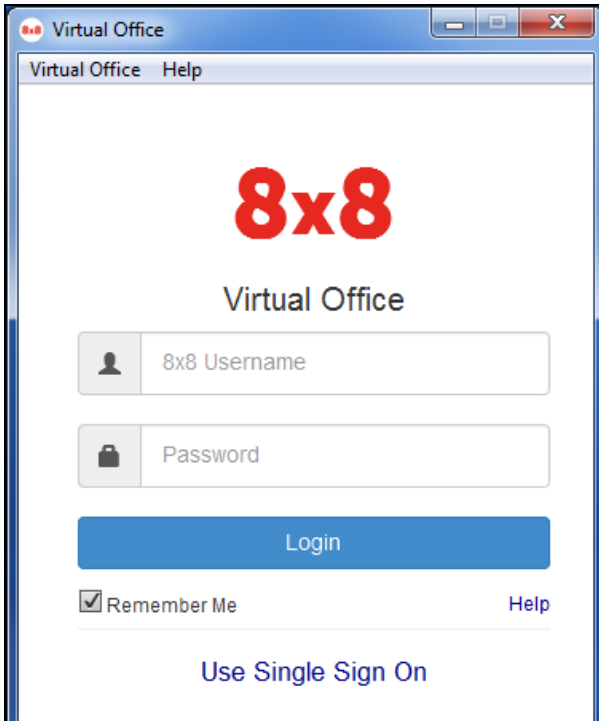 Virtual Office
Virtual Office Help
8x8
Virtual Office
8x8 Username
Password
Login
Remember Me Help
Use Single Sign On